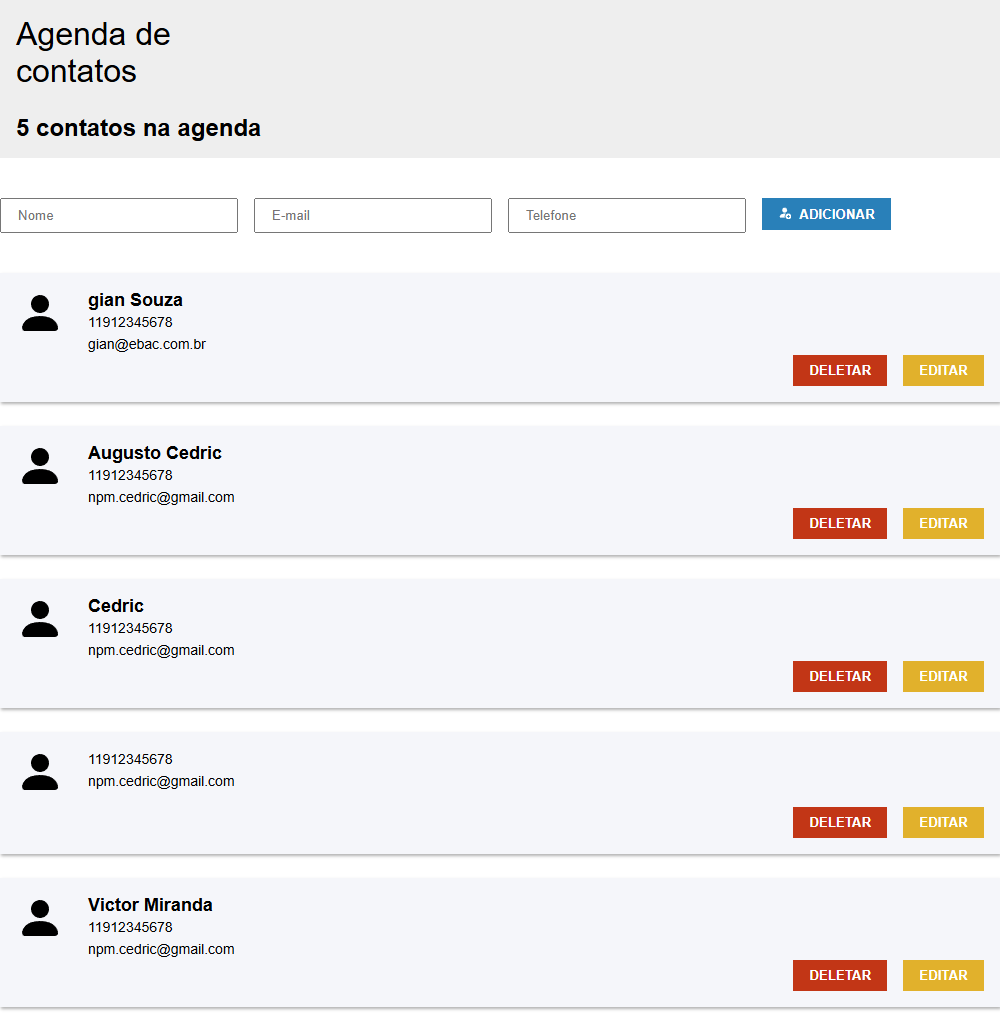 Agenda de
contatos
5 contatos na agenda
Nome E-mail Telefone ADICIONAR
gian Souza
11912345678
gian@ebac.com.br
DELETAR EDITAR
Augusto Cedric
11912345678
npm.cedric@gmail.com
DELETAR EDITAR
Cedric
11912345678
npm.cedric@gmail.com
DELETAR EDITAR
11912345678
npm.cedric@gmail.com
DELETAR EDITAR
Victor Miranda
11912345678
npm.cedric@gmail.com
DELETAR EDITAR